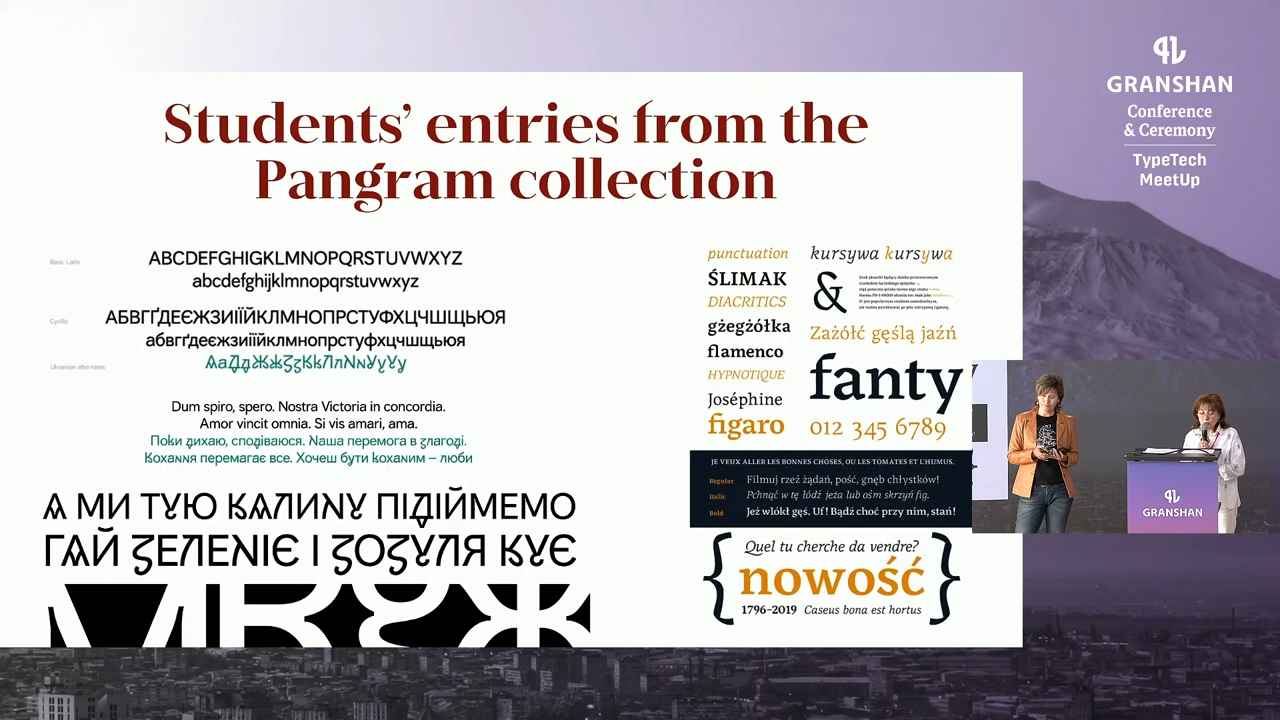 Students’ entries from the
Pangram collection
Basic Latin
ABCDEFGHIGKLMNOPQRSTUVWXYZ
abcdefghijklmnopqrstuvwxyz
Cyrillic
АБВГҐДЕЄЖЗИІЇЙКЛМНОПРСТУФХЦЧШЩЬЮЯ
абвгґдеєжзиіїйклмнопрстуфхцчшщьюя
Ukrainian alternates
АаДдЖжЗзКкЛлNnУуУу
Dum spiro, spero. Nostra Victoria in concordia.
Amor vincit omnia. Si vis amari, ama.
Поки дихаю, сподіваюся. Наша перемога в злагоді.
Кохання перемагає все. Хочеш бути коханим – люби
А МИ ТУЮ КАЛИНУ ПІДІЙМЕМО
ГАЙ ЗЕЛЕНІЄ І ЗОЗУЛЯ КУЄ
punctuation
ŚLIMAK
DIACRITICS
gżegżółka
flamenco
HYPNOTIQUE
Joséphine
figaro
kursywa kursywa
&
Zażółć gęślą jaźń
fanty
012 345 6789
JE VEUX ALLER LES BONNES CHOSES, OU LES TOMATES ET L'HUMUS.
Regular Filmuj rzeź żądań, pość, gnęb chłystków!
Italic Pchnąć w tę łódź jeża lub ośm skrzyń fig.
Bold Jeż wlókł gęś. Uf! Bądź choć przy nim, stań!
{ Quel tu cherche da vendre? }
nowość
1796–2019 Caseus bona est hortus
GRANSHAN
Conference
& Ceremony
TypeTech
MeetUp
GRANSHAN